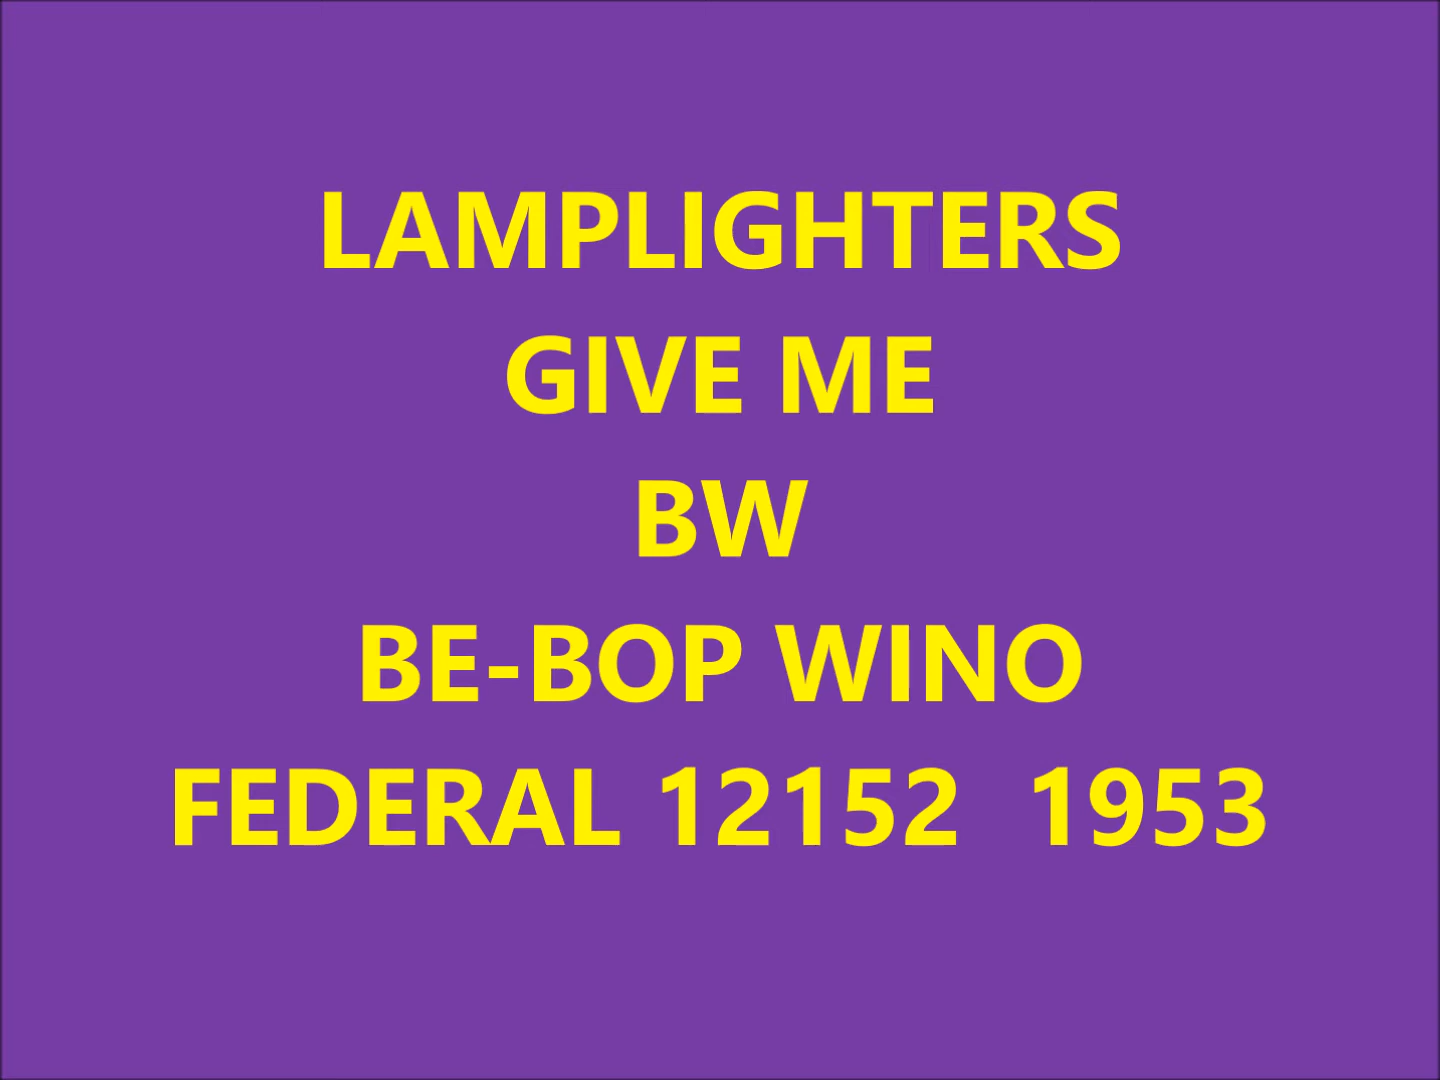 LAMPLIGHTERS
GIVE ME
BW
BE-BOP WINO
FEDERAL 12152  1953